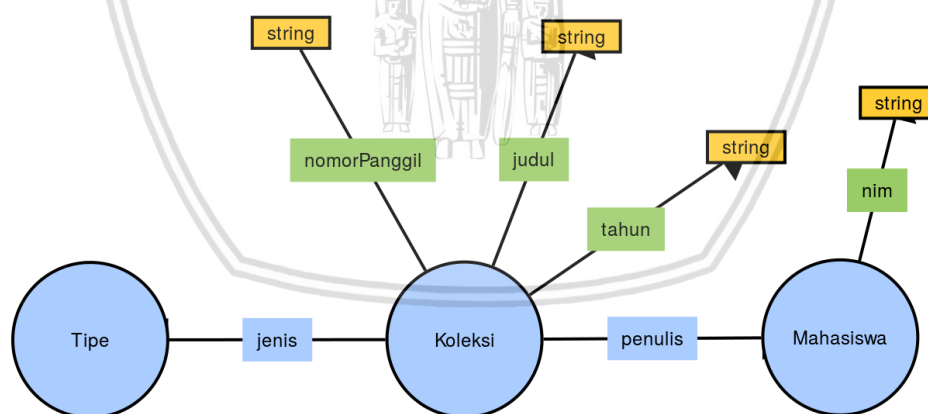 string
string
string
string
nomorPanggil
judul
nim
tahun
Tipe
jenis
Koleksi
penulis
Mahasiswa